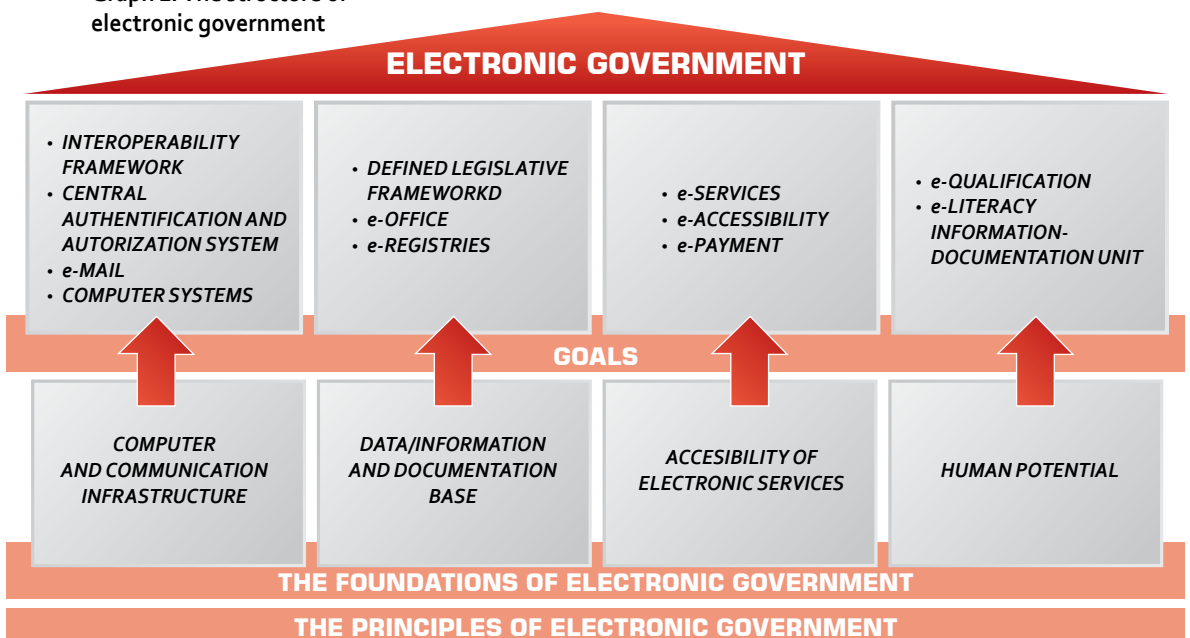 electronic government
ELECTRONIC GOVERNMENT
• INTEROPERABILITY
FRAMEWORK
• CENTRAL
AUTHENTIFICATION AND
AUTORIZATION SYSTEM
• e-MAIL
• COMPUTER SYSTEMS
• DEFINED LEGISLATIVE
FRAMEWORKD
• e-OFFICE
• e-REGISTRIES
• e-SERVICES
• e-ACCESSIBILITY
• e-PAYMENT
• e-QUALIFICATION
• e-LITERACY
INFORMATION-
DOCUMENTATION UNIT
GOALS
COMPUTER
AND COMMUNICATION
INFRASTRUCTURE
DATA/INFORMATION
AND DOCUMENTATION
BASE
ACCESIBILITY OF
ELECTRONIC SERVICES
HUMAN POTENTIAL
THE FOUNDATIONS OF ELECTRONIC GOVERNMENT
THE PRINCIPLES OF ELECTRONIC GOVERNMENT